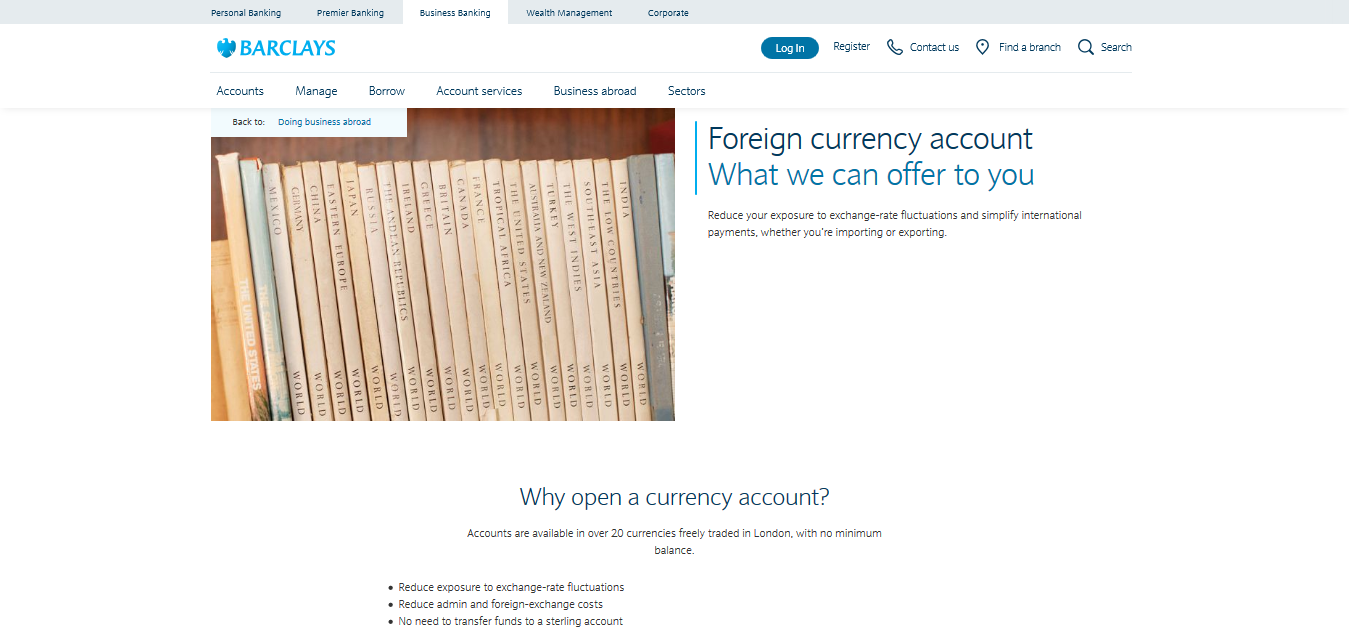 Personal Banking Premier Banking Business Banking Wealth Management Corporate
BARCLAYS
Log In Register Contact us Find a branch Search
Accounts Manage Borrow Account services Business abroad Sectors
Back to: Doing business abroad
Foreign currency account
What we can offer to you
Reduce your exposure to exchange-rate fluctuations and simplify international
payments, whether you're importing or exporting.
THE UNITED STATES
MEXICO WORLD
GERMANY WORLD
CHINA WORLD
EASTERN EUROPE WORLD
JAPAN WORLD
RUSSIA WORLD
THE ANDEAN REPUBLICS WORLD
IRELAND WORLD
GREECE WORLD
BRITAIN WORLD
CANADA WORLD
FRANCE WORLD
TROPICAL AFRICA WORLD
THE UNITED STATES WORLD
AUSTRALIA AND NEW ZEALAND WORLD
TURKEY WORLD
THE WEST INDIES WORLD
SOUTH-EAST ASIA WORLD
THE LOW COUNTRIES WORLD
INDIA WORLD
Why open a currency account?
Accounts are available in over 20 currencies freely traded in London, with no minimum
balance.
• Reduce exposure to exchange-rate fluctuations
• Reduce admin and foreign-exchange costs
• No need to transfer funds to a sterling account